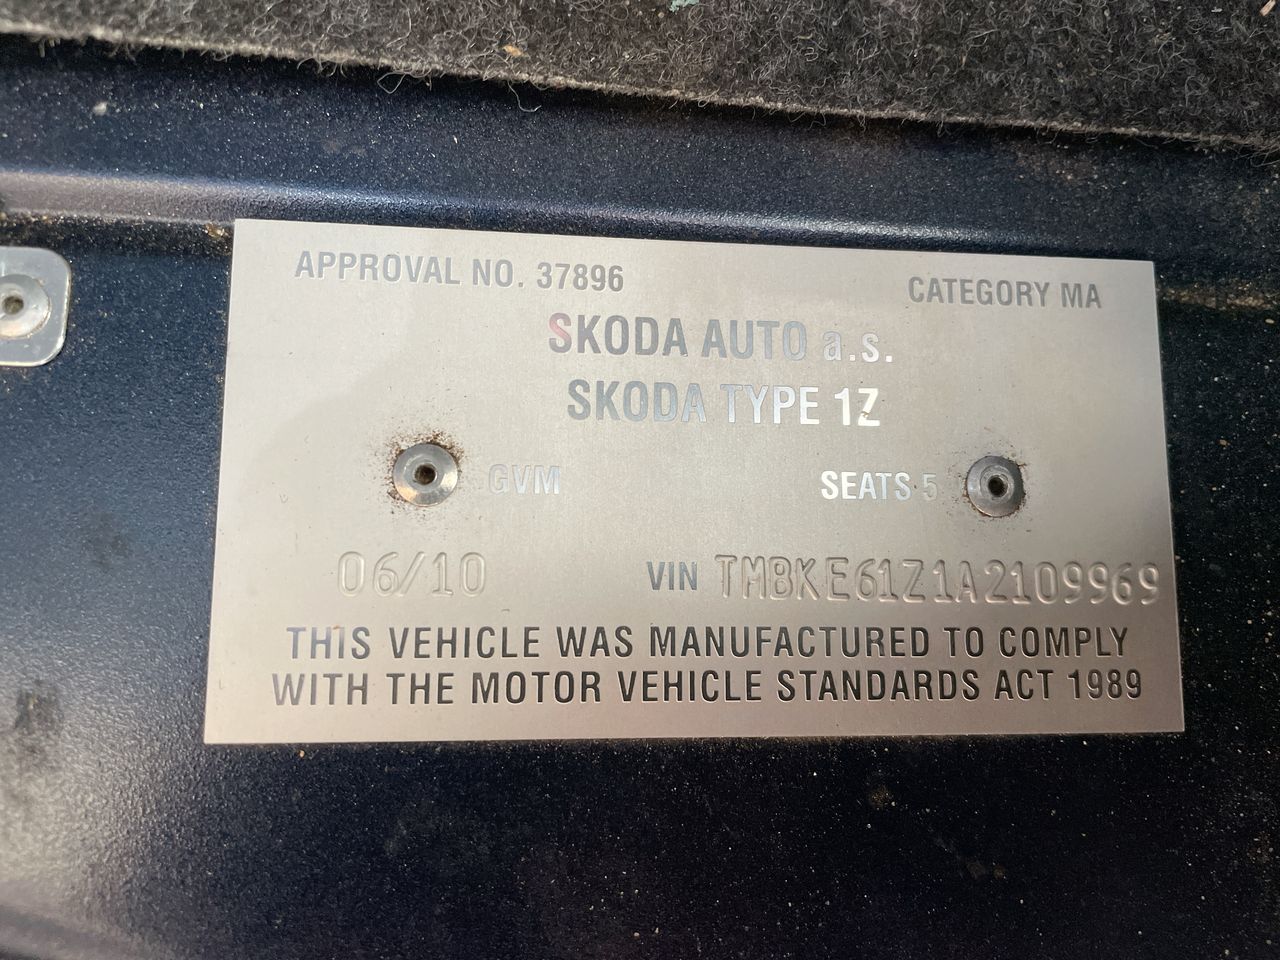 APPROVAL NO. 37896 CATEGORY MA
SKODA AUTO a.s.
SKODA TYPE 1Z
GVM SEATS 5
06/10 VIN TMBKE61Z1A2109969
THIS VEHICLE WAS MANUFACTURED TO COMPLY
WITH THE MOTOR VEHICLE STANDARDS ACT 1989